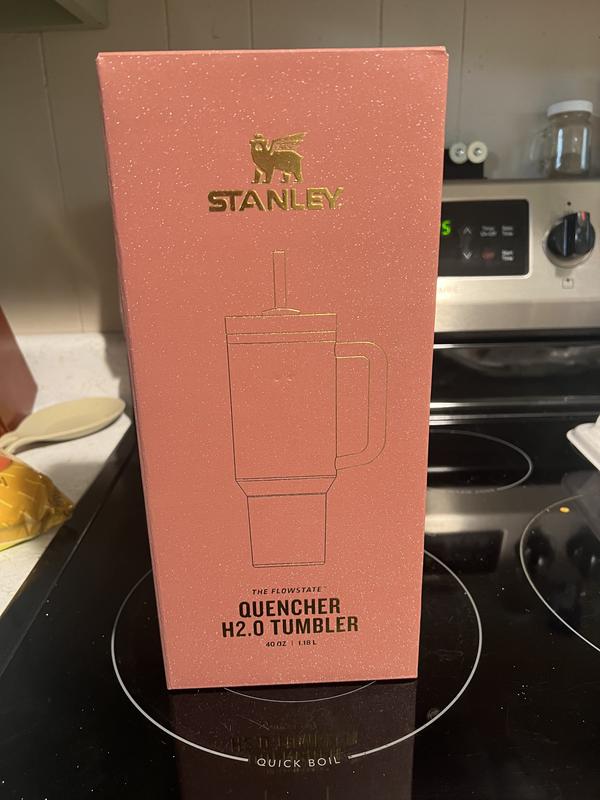 STANLEY
THE FLOWSTATE™
QUENCHER
H2.0 TUMBLER
40 OZ | 1.18 L
QUICK BOIL